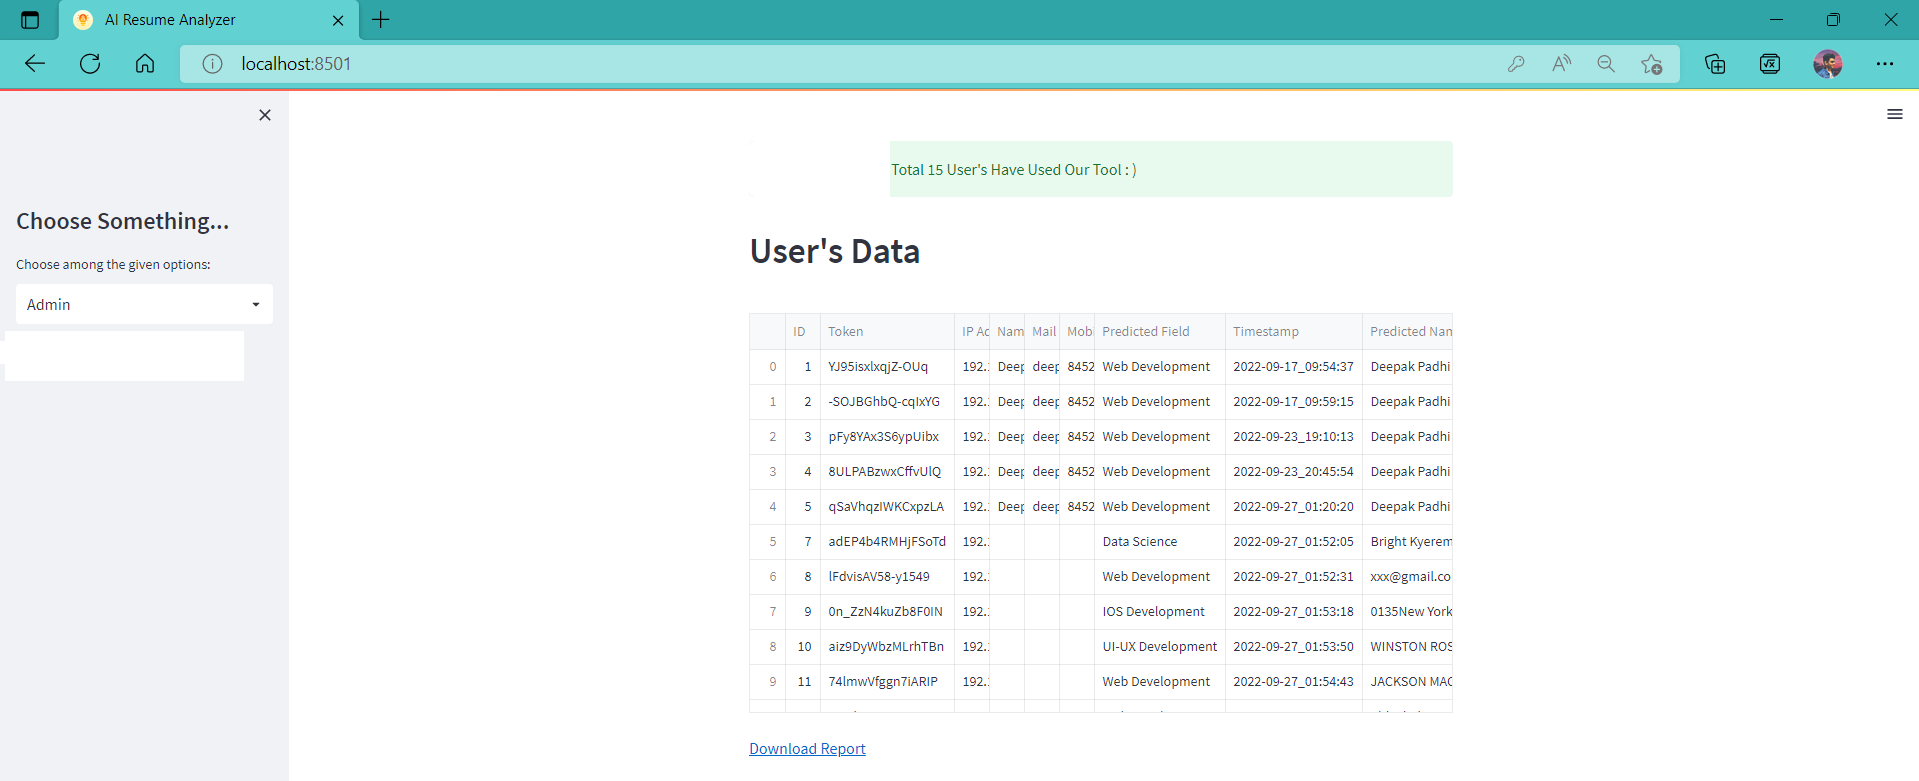 AI Resume Analyzer
localhost:8501
Total 15 User's Have Used Our Tool : )
Choose Something...
Choose among the given options:
Admin
User's Data
ID Token IP Ad Nam Mail Mobi Predicted Field Timestamp Predicted Nam
0 1 YJ95isxlxqjZ-OUq 192. Deep deep 8452 Web Development 2022-09-17_09:54:37 Deepak Padhi
1 2 -SOJBGhbQ-cqIxYG 192. Deep deep 8452 Web Development 2022-09-17_09:59:15 Deepak Padhi
2 3 pFy8YAx3S6ypUibx 192. Deep deep 8452 Web Development 2022-09-23_19:10:13 Deepak Padhi
3 4 8ULPABzwxCffvUlQ 192. Deep deep 8452 Web Development 2022-09-23_20:45:54 Deepak Padhi
4 5 qSaVhqzIWKCxpzLA 192. Deep deep 8452 Web Development 2022-09-27_01:20:20 Deepak Padhi
5 7 adEP4b4RMHjFSoTd 192. Data Science 2022-09-27_01:52:05 Bright Kyerem
6 8 lFdvisAV58-y1549 192. Web Development 2022-09-27_01:52:31 xxx@gmail.co
7 9 0n_ZzN4kuZb8F0IN 192. IOS Development 2022-09-27_01:53:18 0135New York
8 10 aiz9DyWbzMLrhTBn 192. UI-UX Development 2022-09-27_01:53:50 WINSTON ROS
9 11 74lmwVfggn7iARIP 192. Web Development 2022-09-27_01:54:43 JACKSON MAC
Download Report